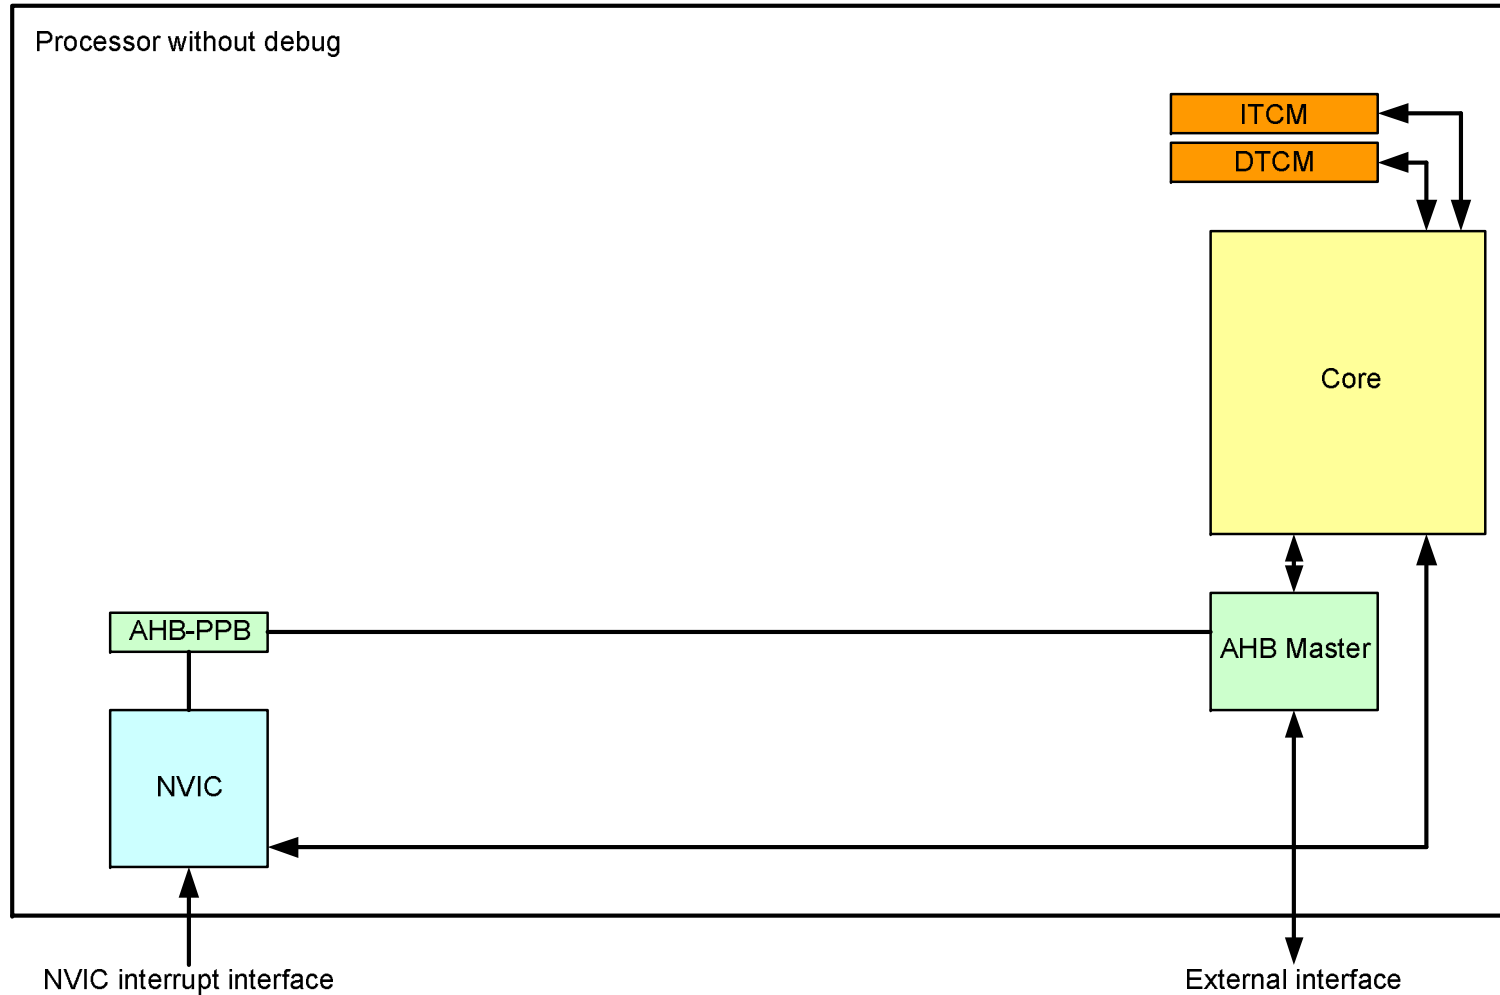 Processor without debug
ITCM
DTCM
Core
AHB-PPB
AHB Master
NVIC
NVIC interrupt interface
External interface